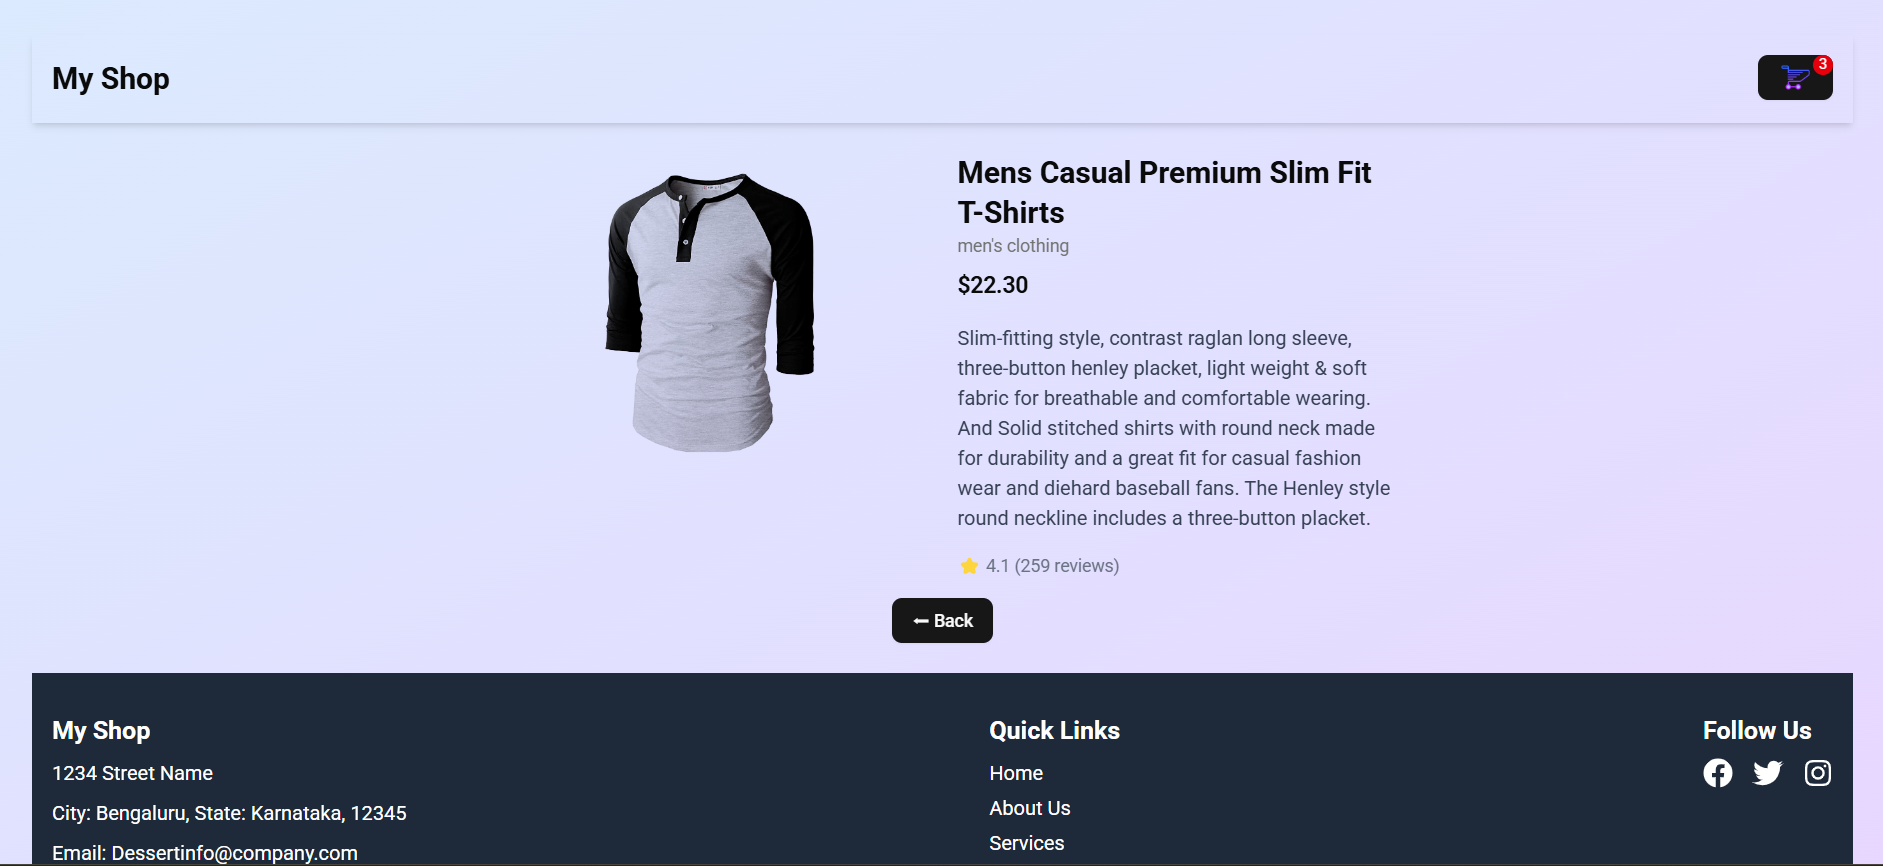 My Shop
3
Mens Casual Premium Slim Fit
T-Shirts
men's clothing
$22.30
Slim-fitting style, contrast raglan long sleeve,
three-button henley placket, light weight & soft
fabric for breathable and comfortable wearing.
And Solid stitched shirts with round neck made
for durability and a great fit for casual fashion
wear and diehard baseball fans. The Henley style
round neckline includes a three-button placket.
4.1 (259 reviews)
Back
My Shop
1234 Street Name
City: Bengaluru, State: Karnataka, 12345
Email: Dessertinfo@company.com
Quick Links
Home
About Us
Services
Follow Us